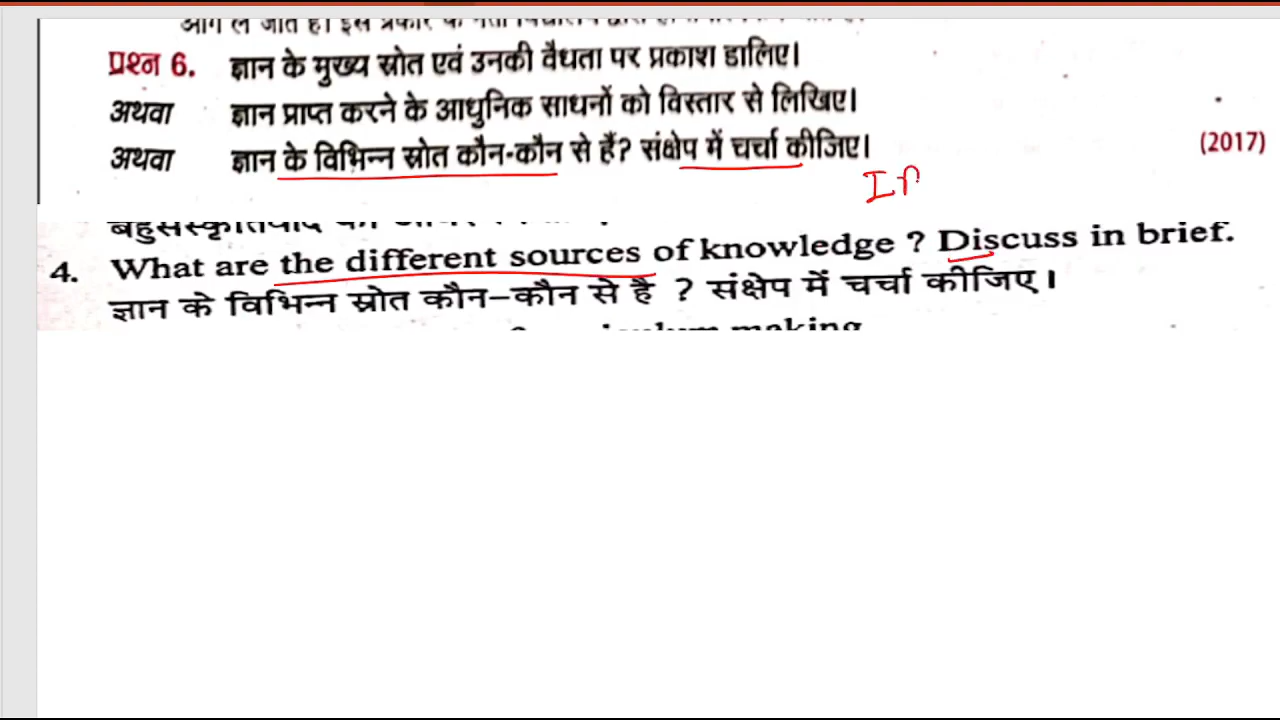 प्रश्न 6. ज्ञान के मुख्य स्रोत एवं उनकी वैधता पर प्रकाश डालिए।
अथवा ज्ञान प्राप्त करने के आधुनिक साधनों को विस्तार से लिखिए।
अथवा ज्ञान के विभिन्न स्रोत कौन-कौन से हैं? संक्षेप में चर्चा कीजिए। (2017)
4. What are the different sources of knowledge ? Discuss in brief.
ज्ञान के विभिन्न स्रोत कौन–कौन से है ? संक्षेप में चर्चा कीजिए।
making